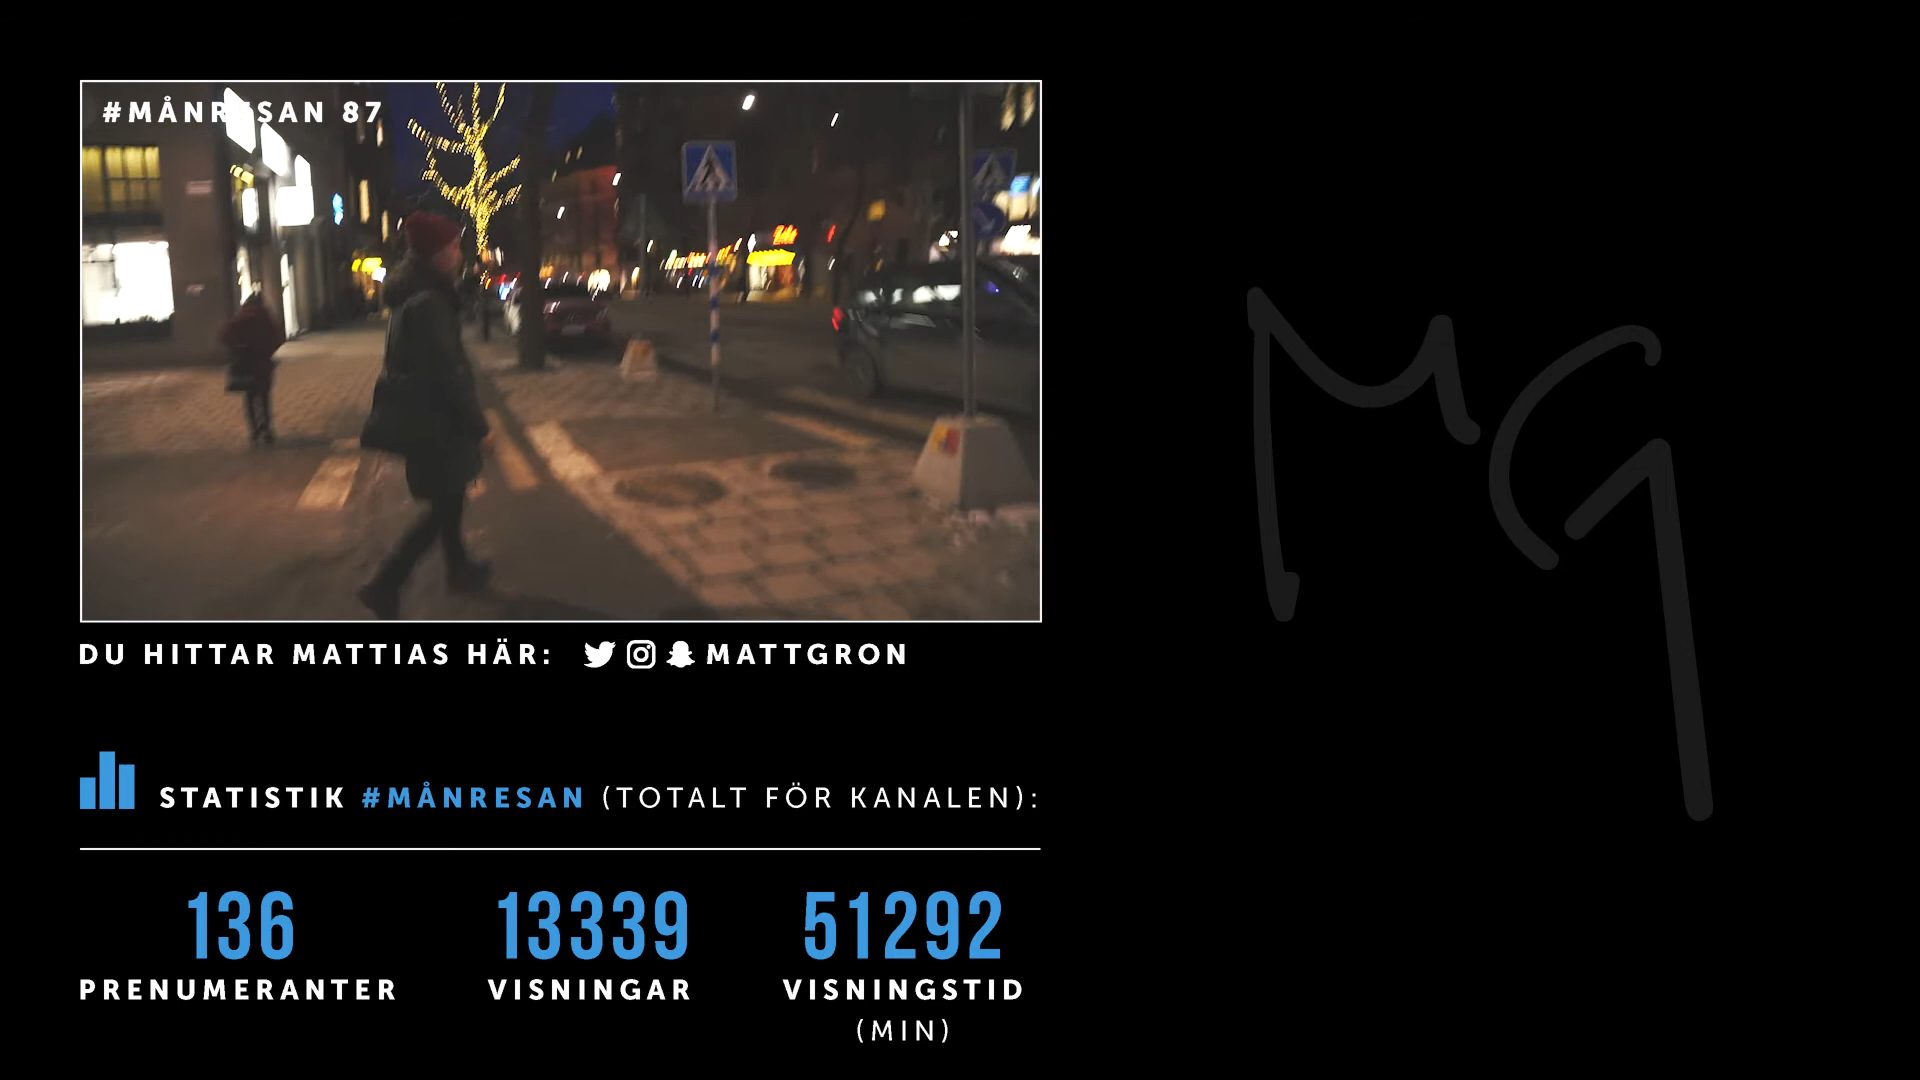 #MÅNRESAN 87
DU HITTAR MATTIAS HÄR: MATTGRON
STATISTIK #MÅNRESAN (TOTALT FÖR KANALEN):
136 13339 51292
PRENUMERANTER VISNINGAR VISNINGSTID
(MIN)
MG